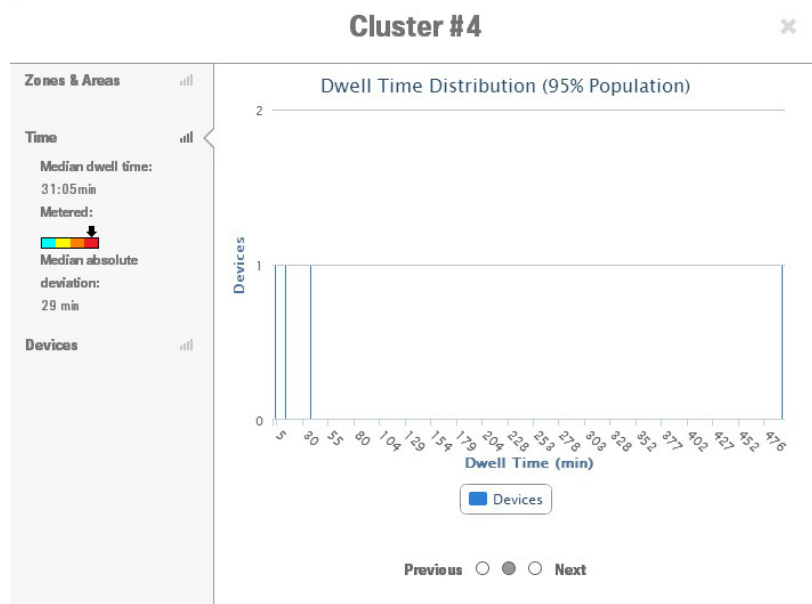 Cluster #4
×
Zones & Areas
Time
Median dwell time:
31:05min
Metered:
Median absolute
deviation:
29 min
Devices
Dwell Time Distribution (95% Population)
2
1
0
Devices
5 30 55 80 104 129 154 179 204 228 253 278 303 328 352 377 402 427 452 476
Dwell Time (min)
Devices
Previous Next